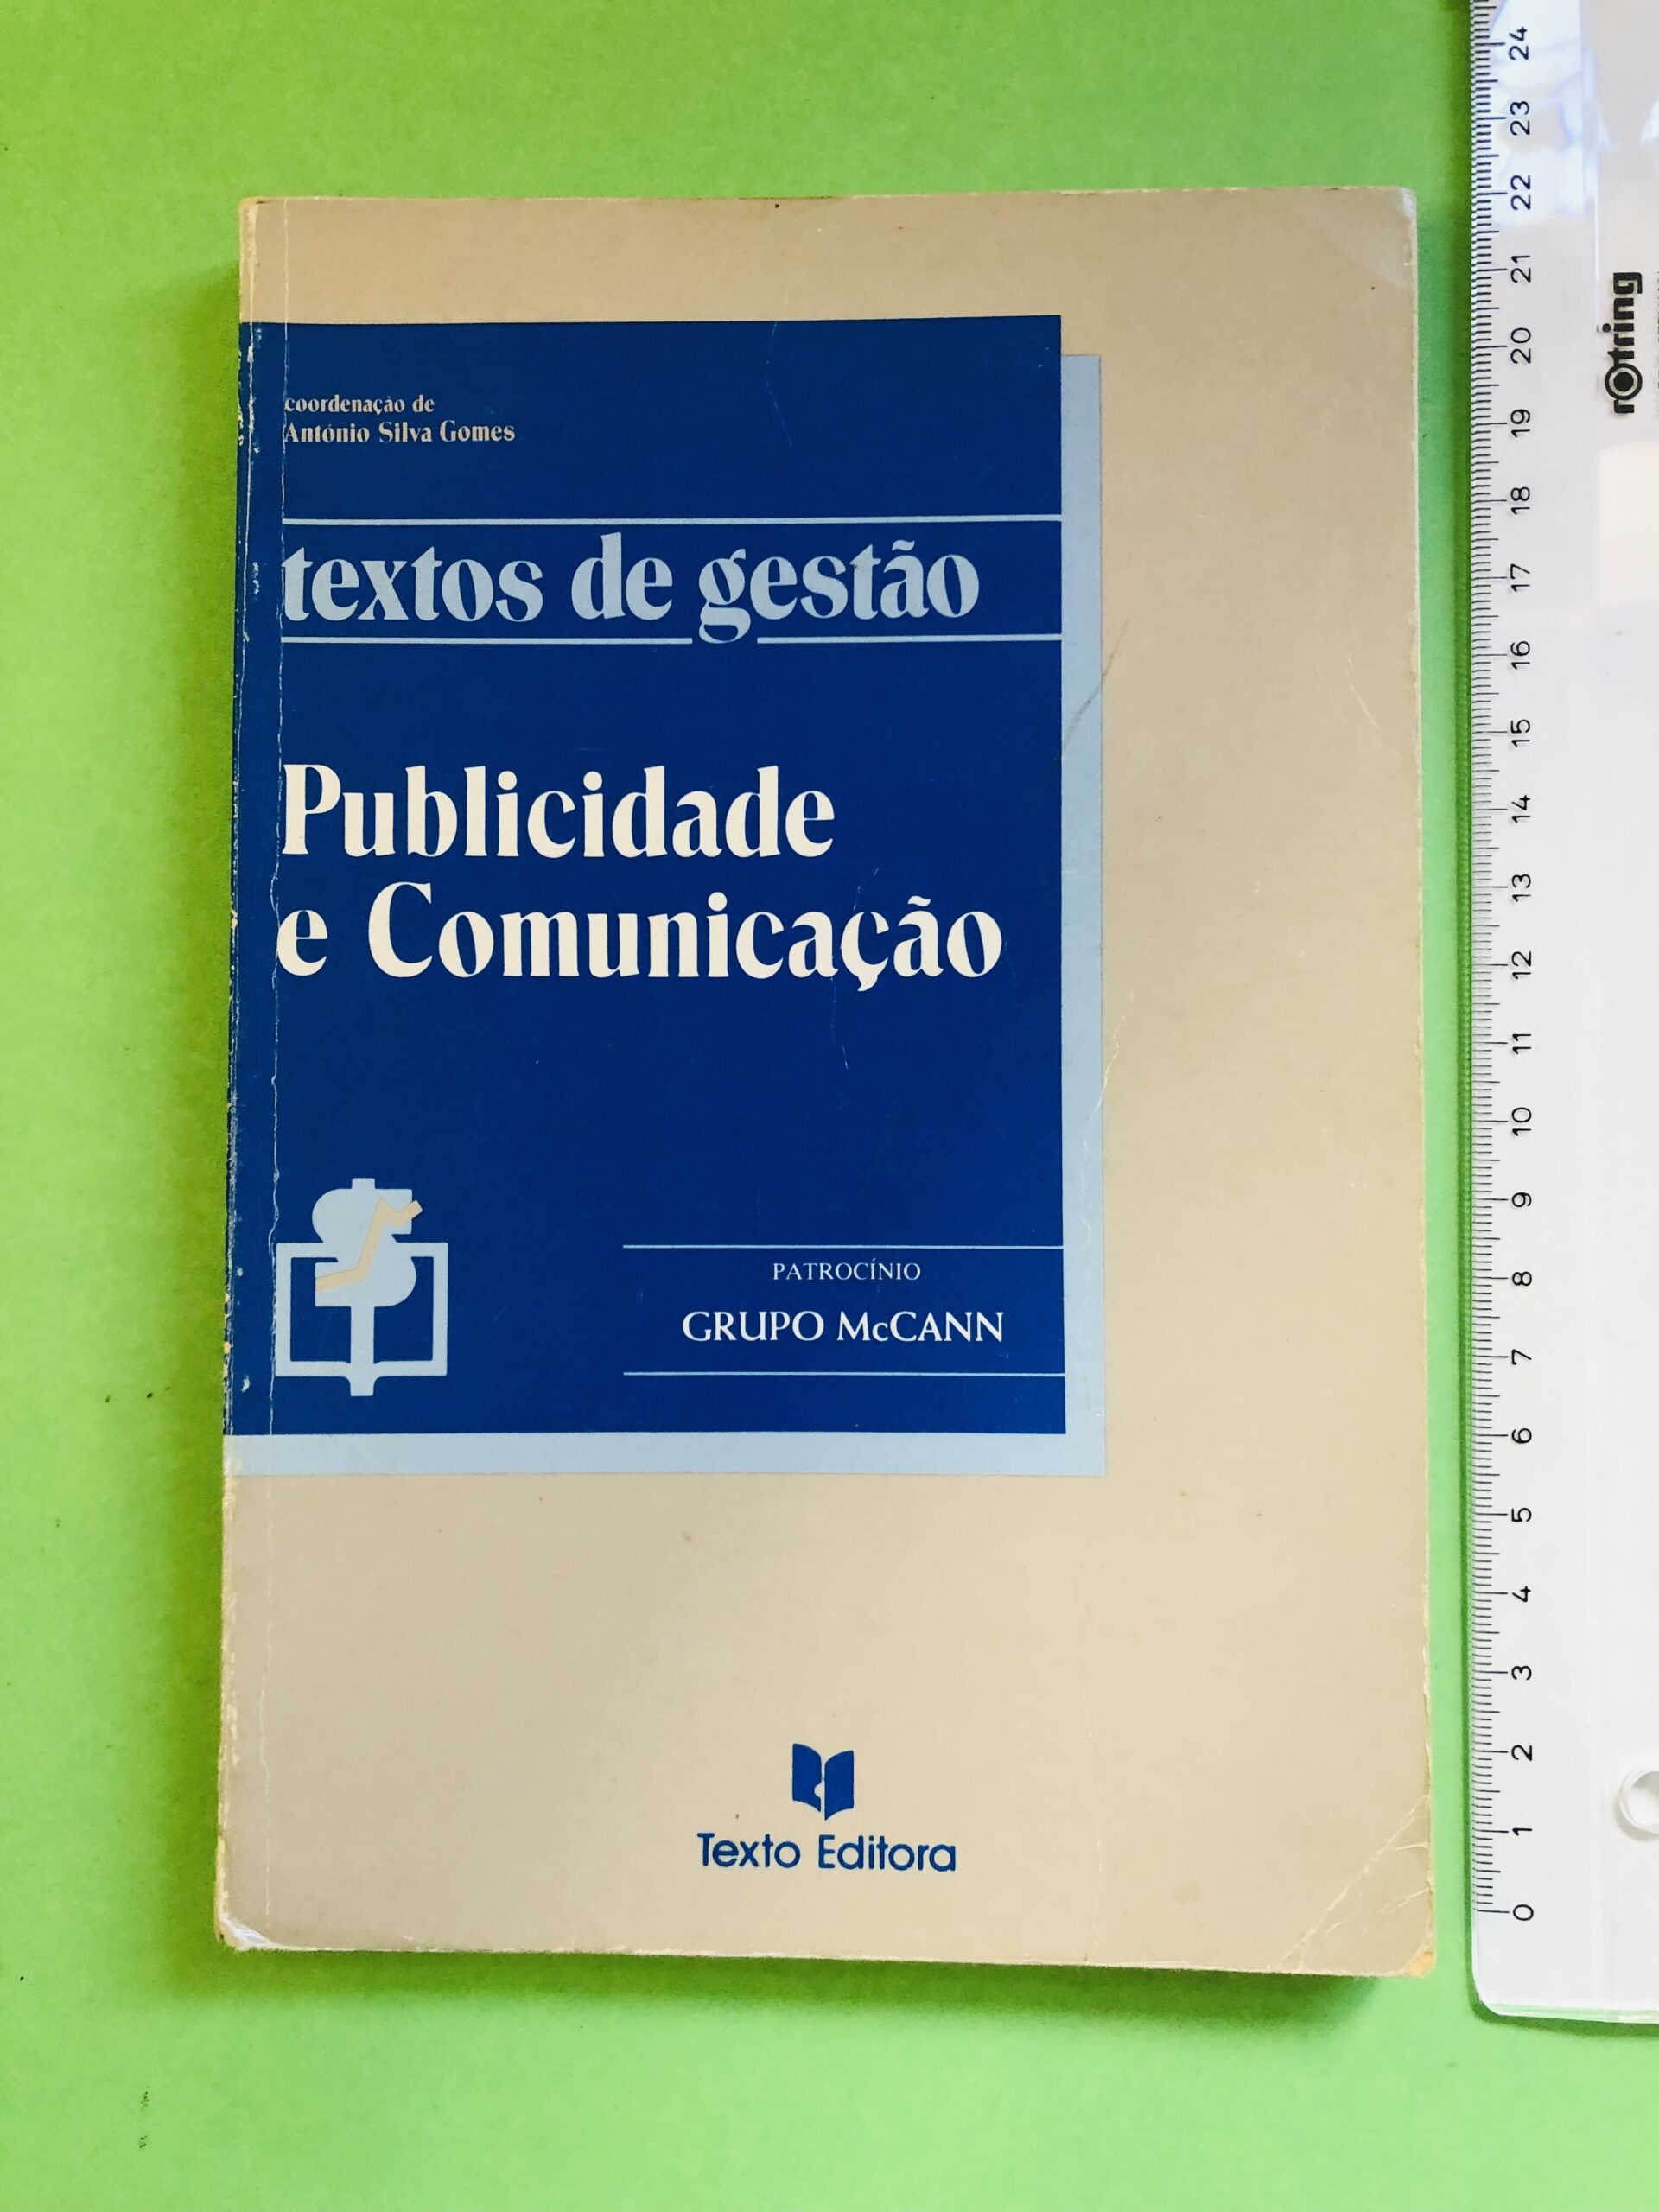 coordenação de
António Silva Gomes
textos de gestão
Publicidade
e Comunicação
PATROCÍNIO
GRUPO McCANN
Texto Editora
rotring
24
23
22
21
20
19
18
17
16
15
14
13
12
11
10
9
8
7
6
5
4
3
2
1
0